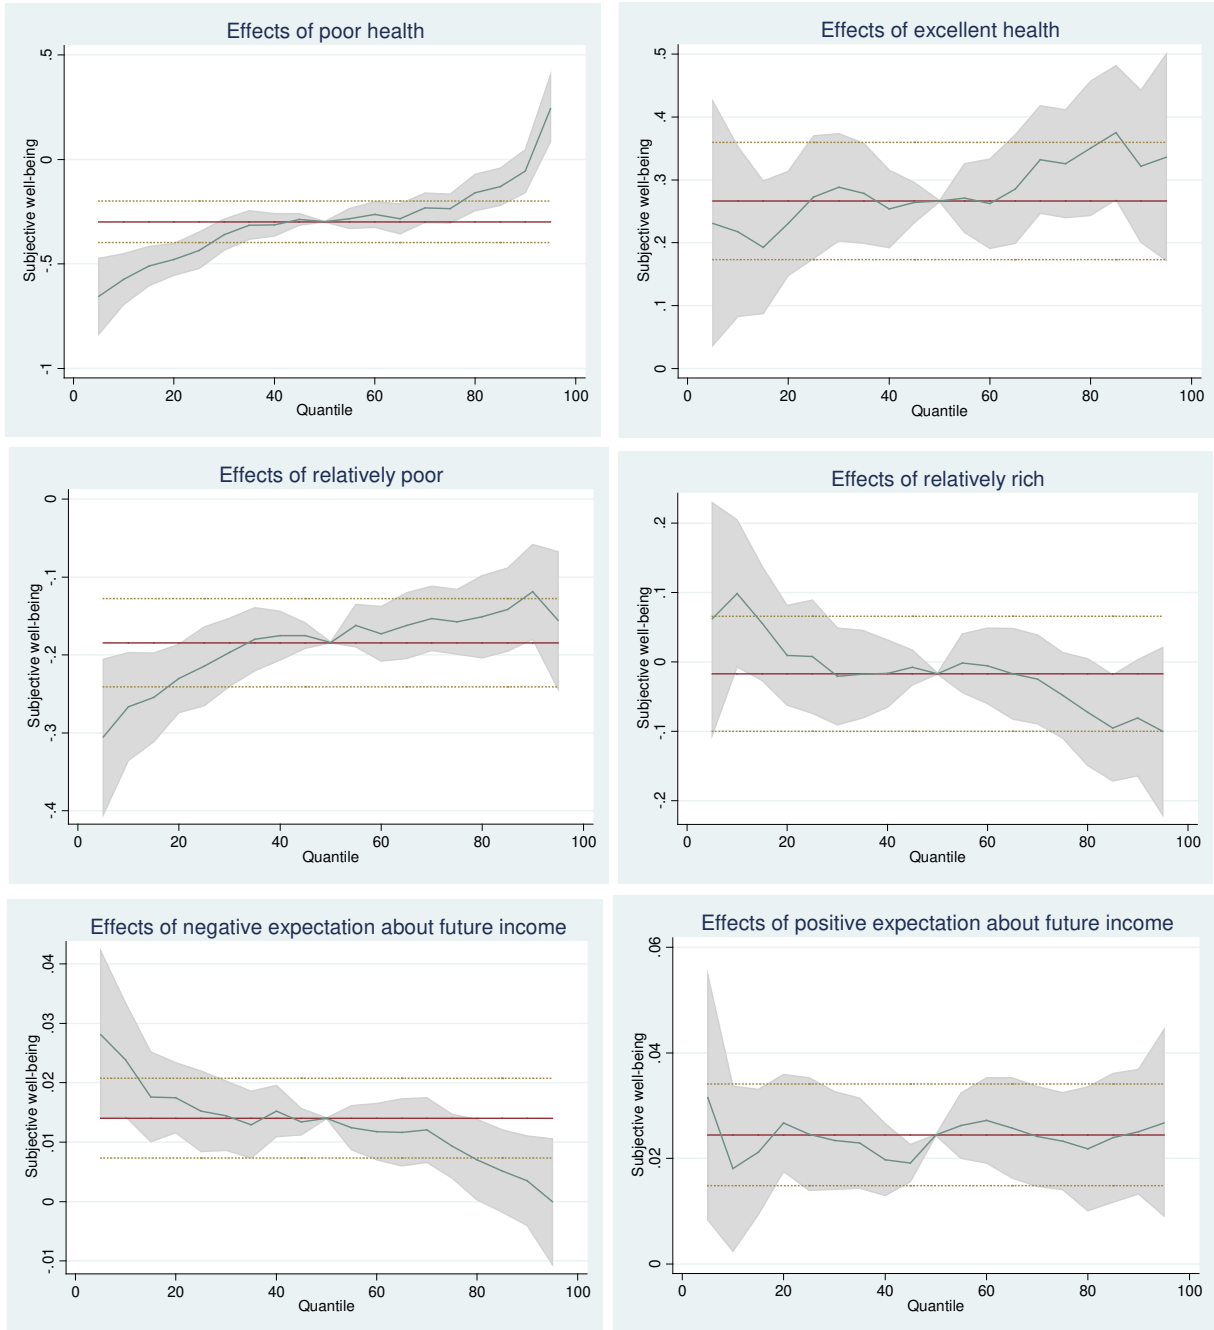 Effects of poor health
Subjective well-being
.5
0
-.5
-1
0 20 40 60 80 100
Quantile
Effects of excellent health
Subjective well-being
.5
.4
.3
.2
.1
0
0 20 40 60 80 100
Quantile
Effects of relatively poor
Subjective well-being
0
-.1
-.2
-.3
-.4
0 20 40 60 80 100
Quantile
Effects of relatively rich
Subjective well-being
.2
.1
0
-.1
-.2
0 20 40 60 80 100
Quantile
Effects of negative expectation about future income
Subjective well-being
.04
.03
.02
.01
0
-.01
0 20 40 60 80 100
Quantile
Effects of positive expectation about future income
Subjective well-being
.06
.04
.02
0
0 20 40 60 80 100
Quantile